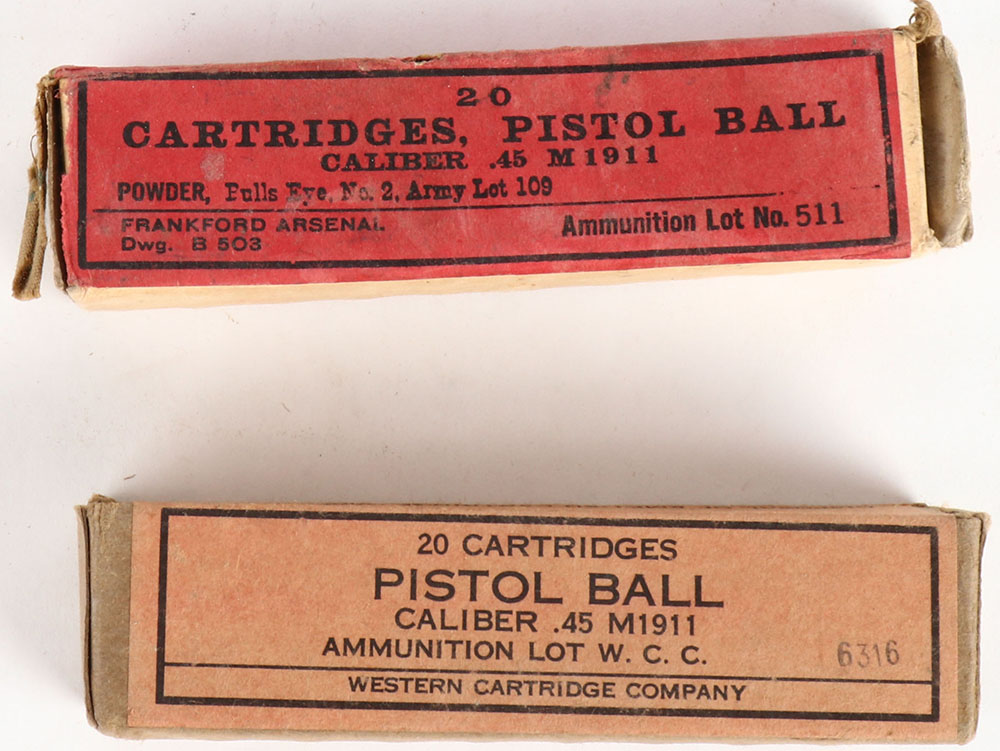 20
CARTRIDGES, PISTOL BALL
CALIBER .45 M1911
POWDER, Bulls Eye, No. 2, Army Lot 109
FRANKFORD ARSENAL
Dwg. B 503
Ammunition Lot No. 511
20 CARTRIDGES
PISTOL BALL
CALIBER .45 M1911
AMMUNITION LOT W. C. C. 6316
WESTERN CARTRIDGE COMPANY